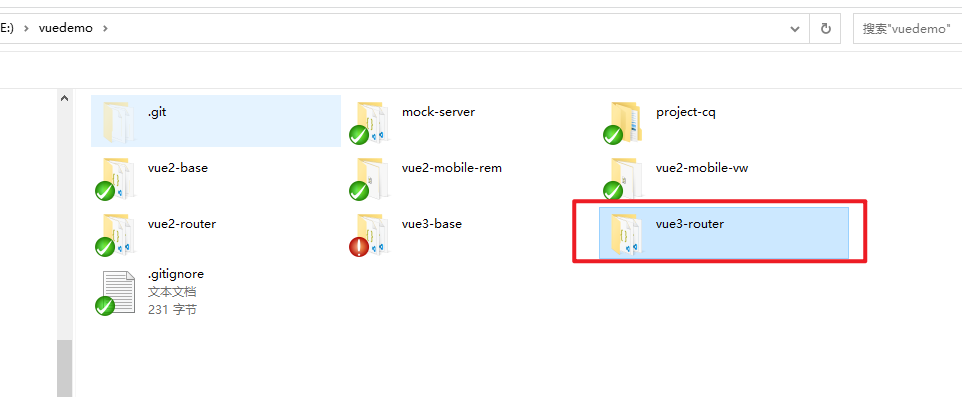 E:) › vuedemo ›
搜索"vuedemo"
.git
mock-server
project-cq
vue2-base
vue2-mobile-rem
vue2-mobile-vw
vue2-router
vue3-base
vue3-router
.gitignore
文本文档
231 字节